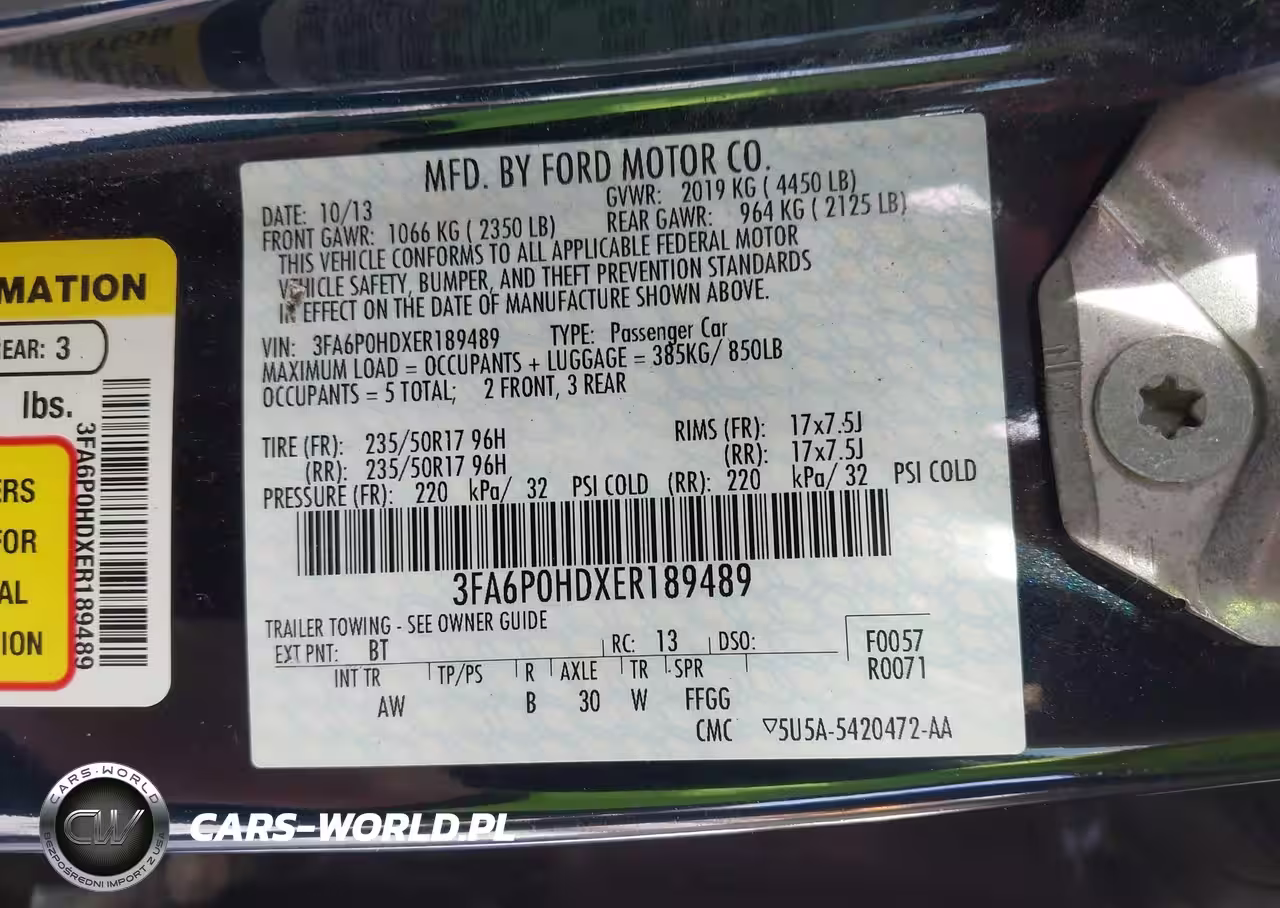 MFD. BY FORD MOTOR CO.
DATE: 10/13
GVWR: 2019 KG ( 4450 LB)
FRONT GAWR: 1066 KG ( 2350 LB)
REAR GAWR: 964 KG ( 2125 LB)
THIS VEHICLE CONFORMS TO ALL APPLICABLE FEDERAL MOTOR
VEHICLE SAFETY, BUMPER, AND THEFT PREVENTION STANDARDS
IN EFFECT ON THE DATE OF MANUFACTURE SHOWN ABOVE.
VIN: 3FA6P0HDXER189489 TYPE: Passenger Car
MAXIMUM LOAD = OCCUPANTS + LUGGAGE = 385KG/ 850LB
OCCUPANTS = 5 TOTAL; 2 FRONT, 3 REAR
TIRE (FR): 235/50R17 96H RIMS (FR): 17x7.5J
(RR): 235/50R17 96H (RR): 17x7.5J
PRESSURE (FR): 220 kPa/ 32 PSI COLD (RR): 220 kPa/ 32 PSI COLD
3FA6P0HDXER189489
TRAILER TOWING - SEE OWNER GUIDE
EXT PNT: BT RC: 13 DSO: F0057
R0071
INT TR TP/PS R AXLE TR SPR
AW B 30 W FFGG
CMC ▽5U5A-5420472-AA
MATION
EAR: 3
lbs.
3FA6P0HDXER189489
ERS
FOR
AL
ION
CARS-WORLD
CW
BEZPOŚREDNI IMPORT Z USA
CARS-WORLD.PL